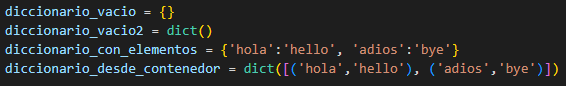 diccionario_vacio = {}
diccionario_vacio2 = dict()
diccionario_con_elementos = {'hola':'hello', 'adios':'bye'}
diccionario_desde_contenedor = dict([('hola','hello'), ('adios','bye')])